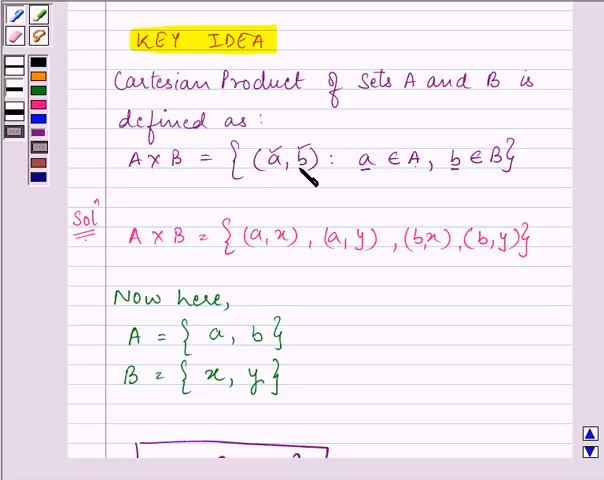 KEY IDEA
Cartesian Product of Sets A and B is
defined as :
A × B = { (a, b) : a ∈ A, b ∈ B}
Solⁿ
A × B = { (a, x) , (a, y) , (b,x) , (b, y)}
Now here,
A = { a, b}
B = { x, y}